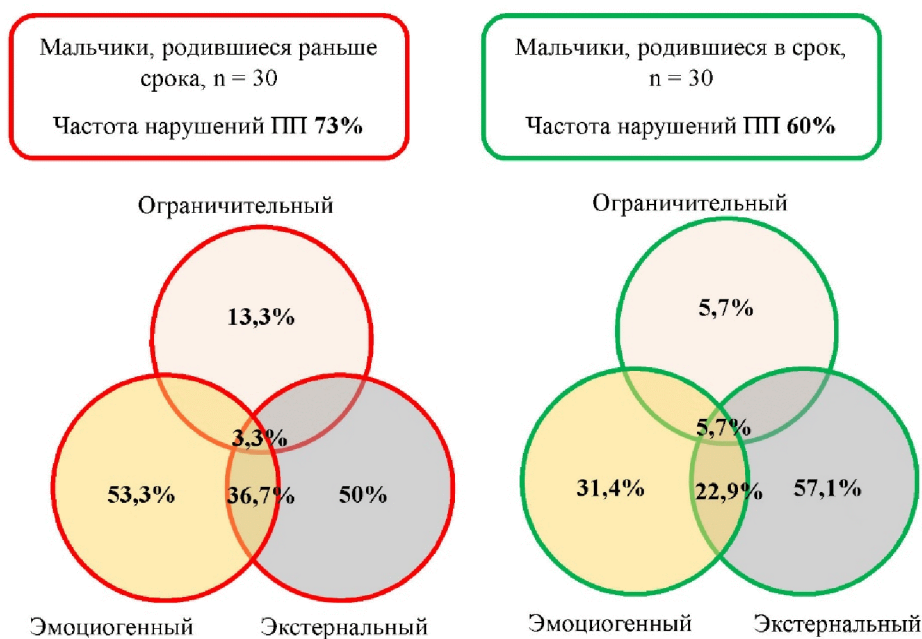 Мальчики, родившиеся раньше
срока, n = 30
Частота нарушений ПП 73%
Мальчики, родившиеся в срок,
n = 30
Частота нарушений ПП 60%
Ограничительный
13,3%
3,3%
53,3%
36,7%
50%
Эмоциогенный
Экстернальный
Ограничительный
5,7%
5,7%
31,4%
22,9%
57,1%
Эмоциогенный
Экстернальный